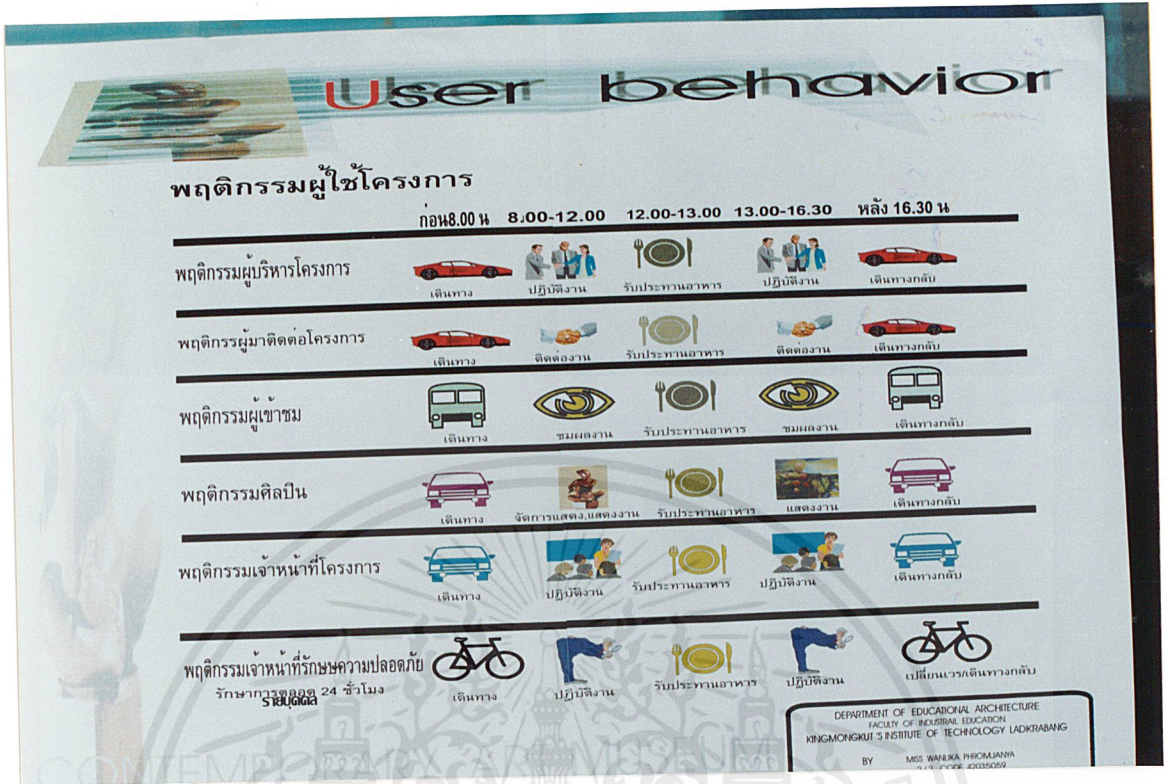 User behavior
พฤติกรรมผู้ใช้โครงการ
ก่อน8.00 น 8.00-12.00 12.00-13.00 13.00-16.30 หลัง 16.30 น
พฤติกรรมผู้บริหารโครงการ
เดินทาง ปฏิบัติงาน รับประทานอาหาร ปฏิบัติงาน เดินทางกลับ
พฤติกรรผู้มาติดต่อโครงการ
เดินทาง ติดต่องาน รับประทานอาหาร ติดต่องาน เดินทางกลับ
พฤติกรรมผู้เข้าชม
เดินทาง ชมผลงาน รับประทานอาหาร ชมผลงาน เดินทางกลับ
พฤติกรรมศิลปิน
เดินทาง จัดการแสดง,แสดงงาน รับประทานอาหาร แสดงงาน เดินทางกลับ
พฤติกรรมเจ้าหน้าที่โครงการ
เดินทาง ปฏิบัติงาน รับประทานอาหาร ปฏิบัติงาน เดินทางกลับ
พฤติกรรมเจ้าหน้าที่รักษษความปลอดภัย
รักษาการตลอด 24 ชั่วโมง
รายบุคคล
เดินทาง ปฏิบัติงาน รับประทานอาหาร ปฏิบัติงาน เปลี่ยนเวร/เดินทางกลับ
DEPARTMENT OF EDUCATIONAL ARCHITECTURE
FACULTY OF INDUSTRAIL EDUCATION
KINGMONGKUT 'S INSTITUTE OF TECHNOLOGY LADKRABANG
BY MISS WANLIKA PHROMJANYA
CODE 42035059